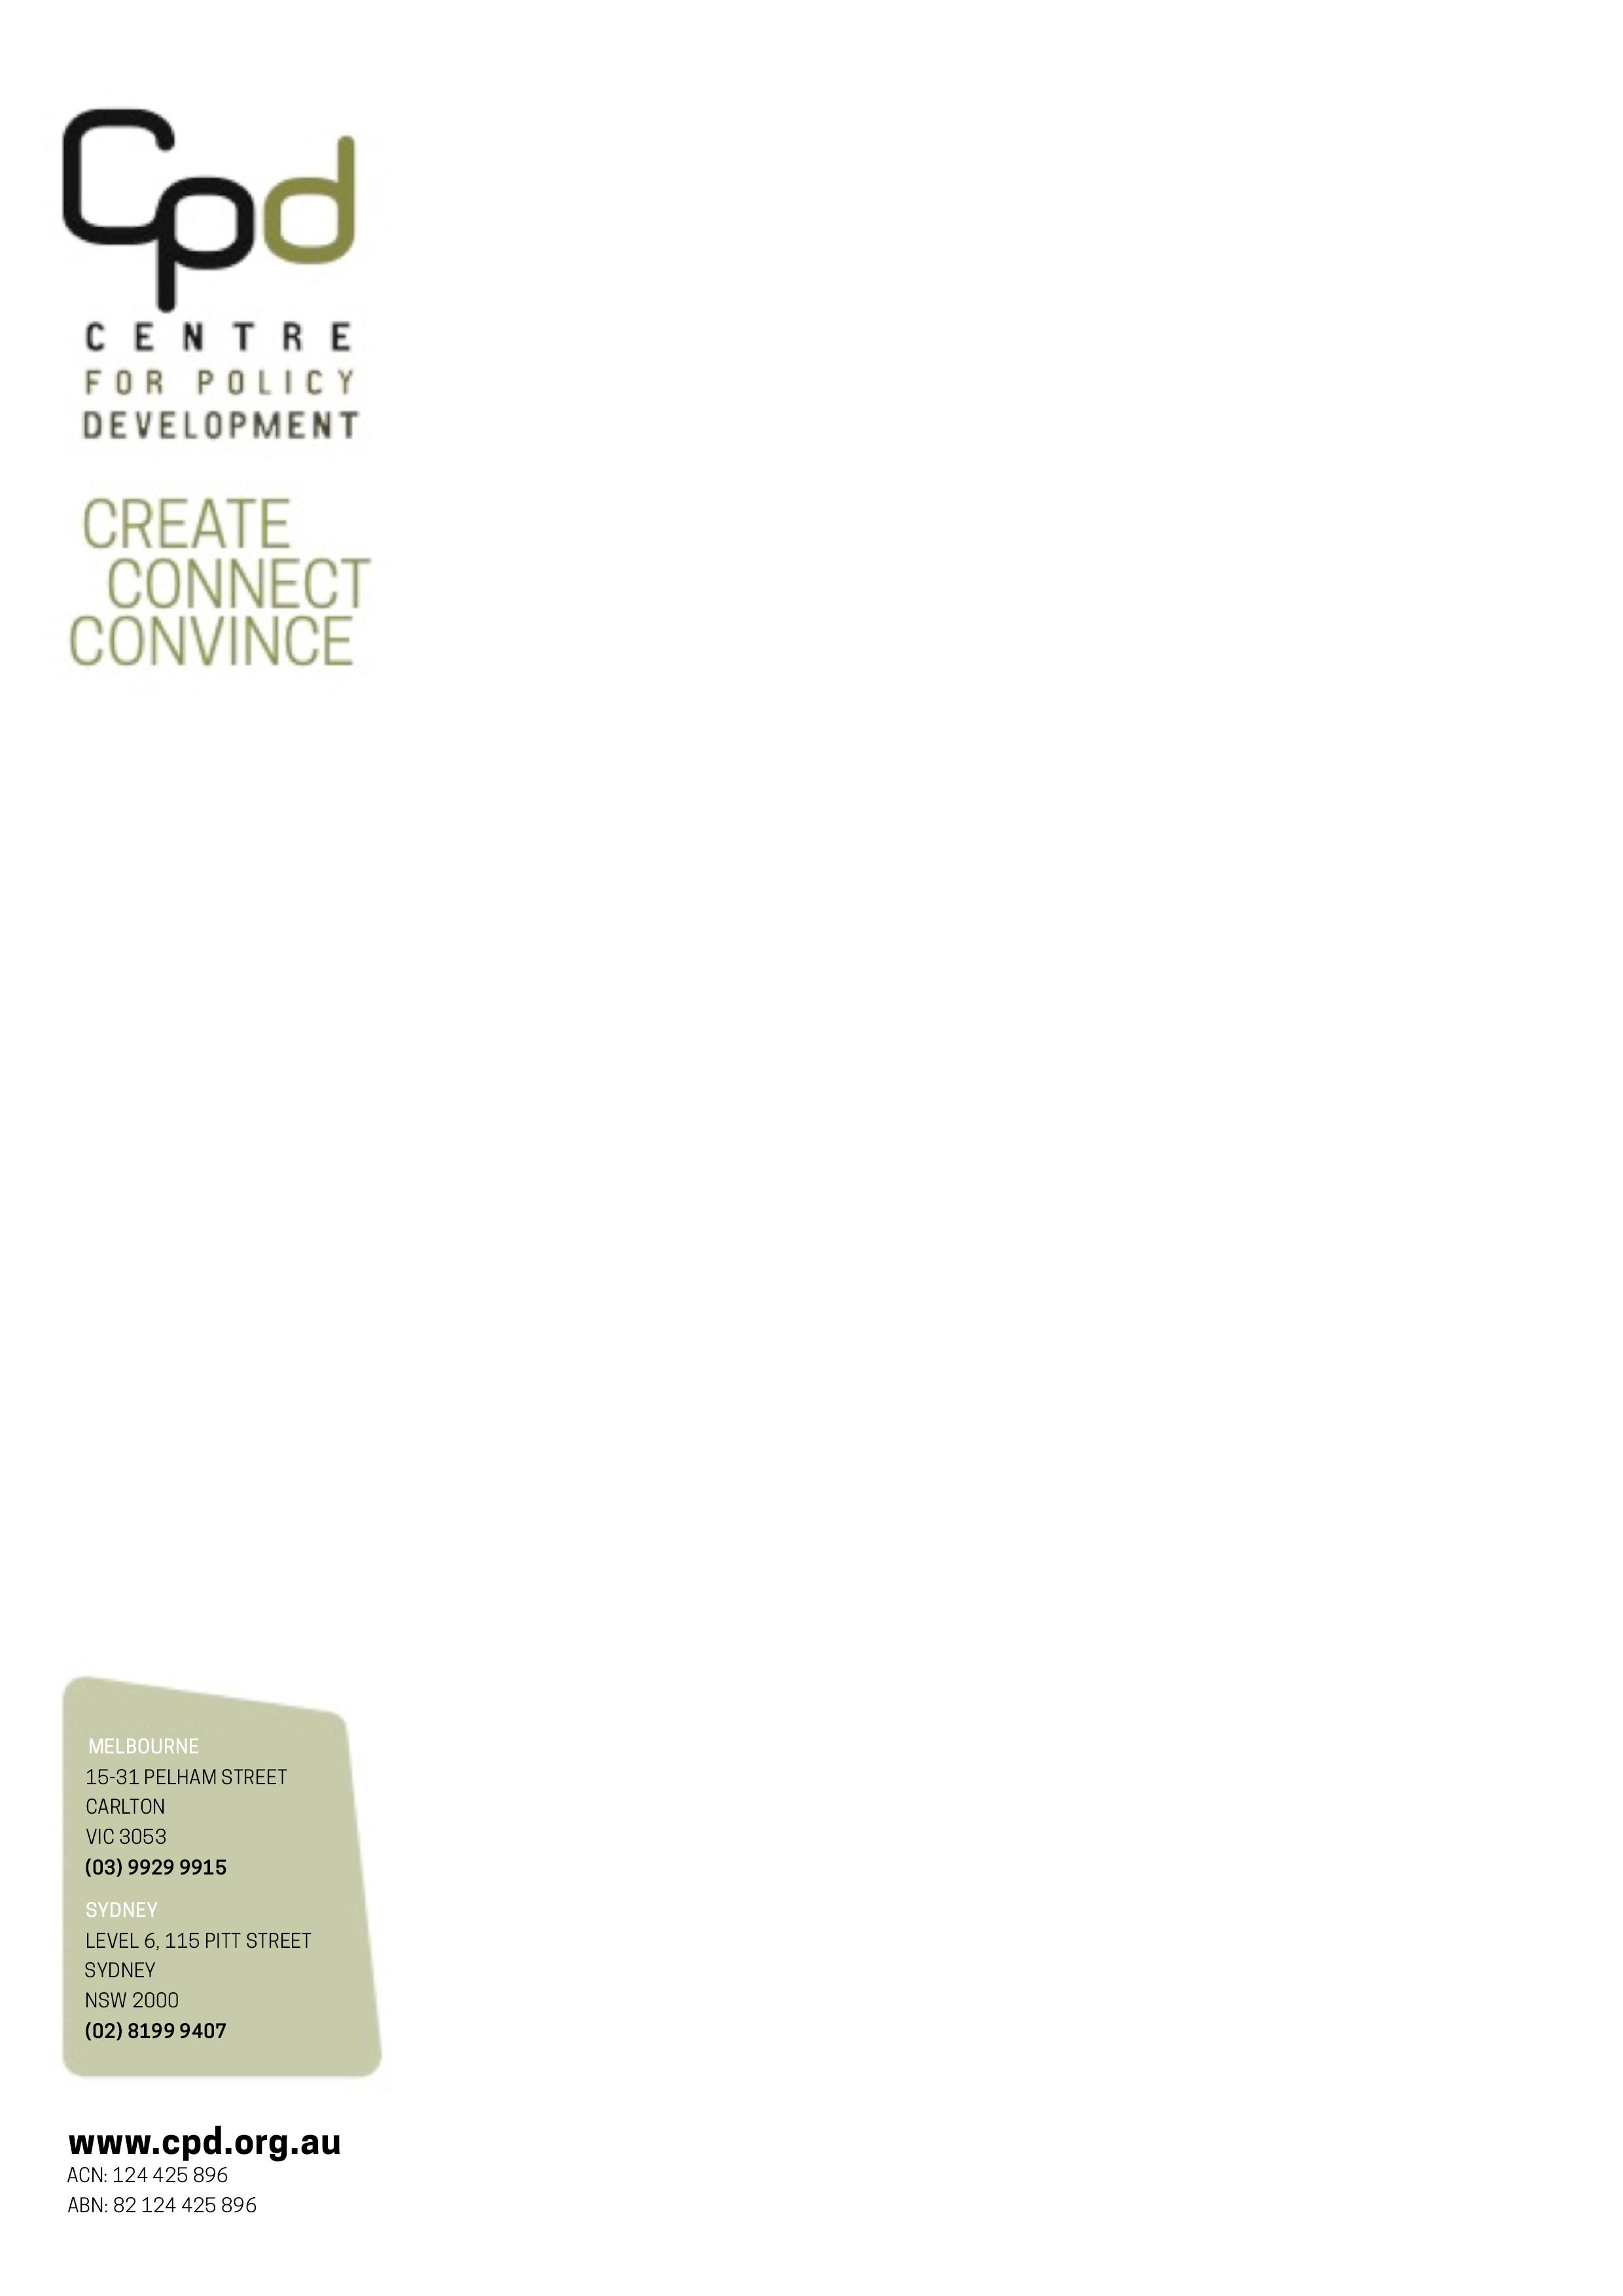 Cpd
CENTRE
FOR POLICY
DEVELOPMENT
CREATE
CONNECT
CONVINCE
MELBOURNE
15-31 PELHAM STREET
CARLTON
VIC 3053
(03) 9929 9915
SYDNEY
LEVEL 6, 115 PITT STREET
SYDNEY
NSW 2000
(02) 8199 9407
www.cpd.org.au
ACN: 124 425 896
ABN: 82 124 425 896